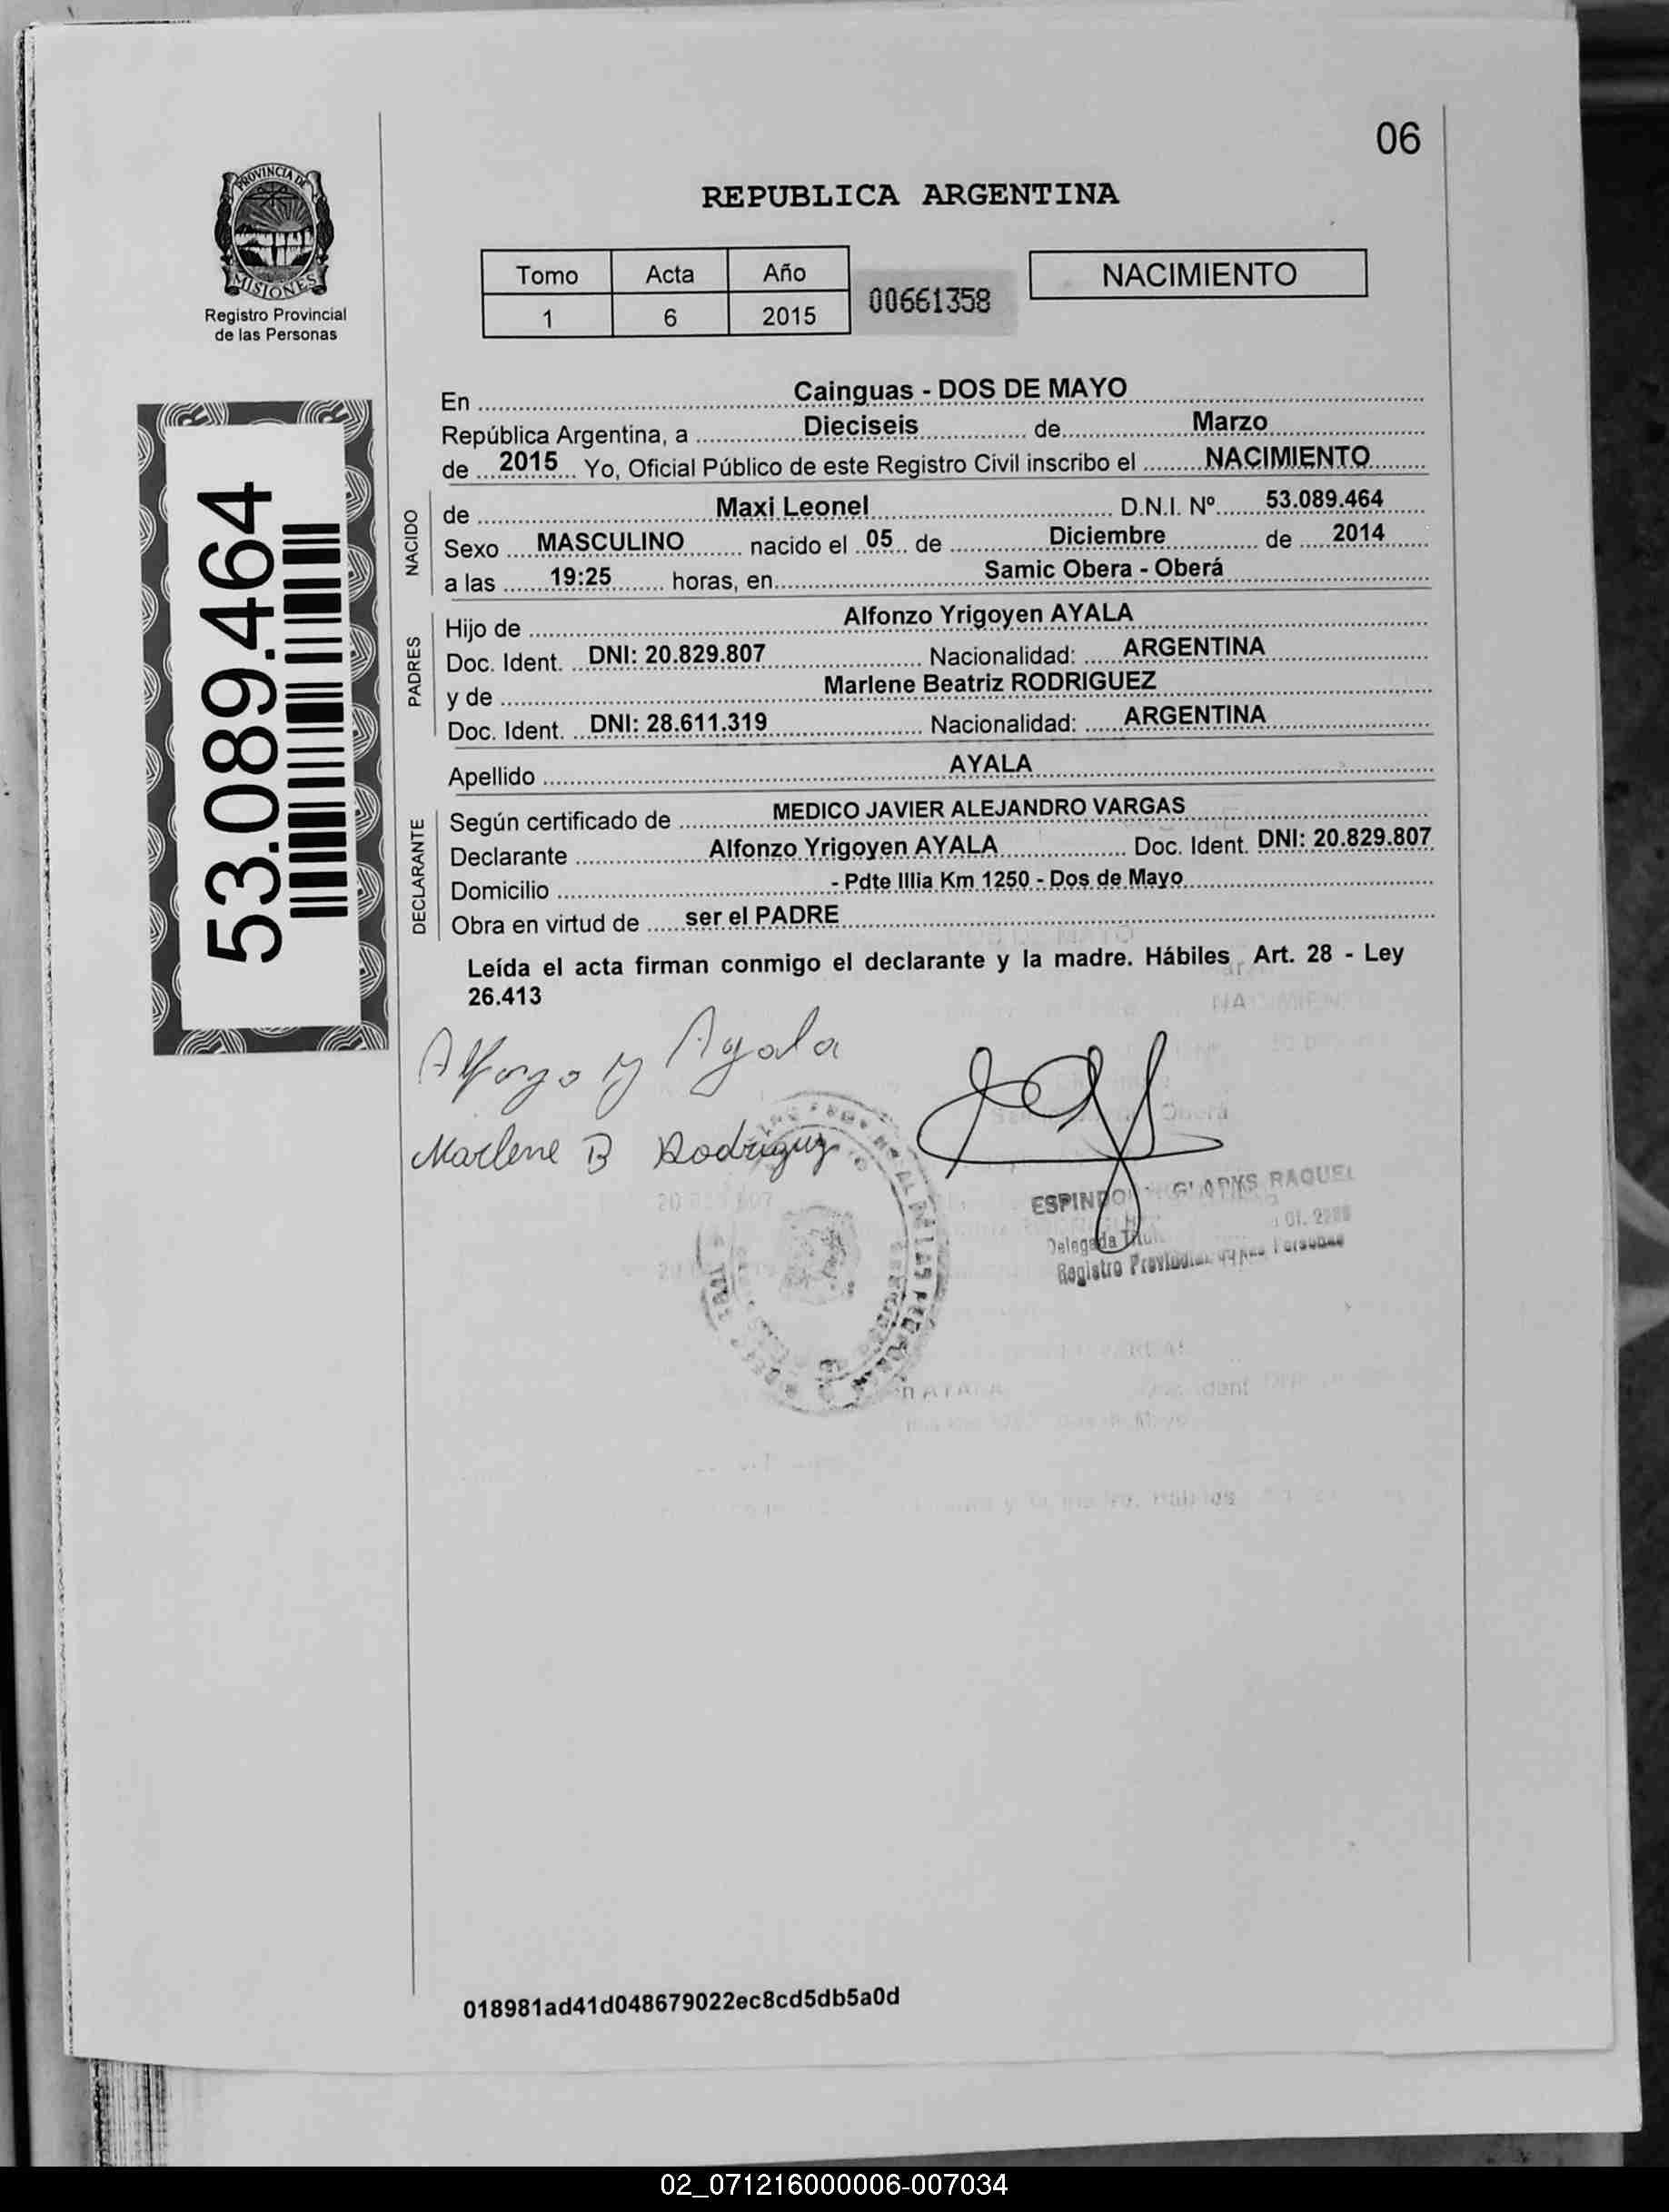 06
PROVINCIA DE
MISIONES
Registro Provincial
de las Personas
REPUBLICA ARGENTINA
Tomo Acta Año
1 6 2015
00661358
NACIMIENTO
53.089.464
En Cainguas - DOS DE MAYO
República Argentina, a Dieciseis de Marzo
de 2015 Yo, Oficial Público de este Registro Civil inscribo el NACIMIENTO
NACIDO
de Maxi Leonel D.N.I. Nº 53.089.464
Sexo MASCULINO nacido el 05 de Diciembre de 2014
a las 19:25 horas, en Samic Obera - Oberá
PADRES
Hijo de Alfonzo Yrigoyen AYALA
Doc. Ident. DNI: 20.829.807 Nacionalidad: ARGENTINA
y de Marlene Beatriz RODRIGUEZ
Doc. Ident. DNI: 28.611.319 Nacionalidad: ARGENTINA
Apellido AYALA
DECLARANTE
Según certificado de MEDICO JAVIER ALEJANDRO VARGAS
Declarante Alfonzo Yrigoyen AYALA Doc. Ident. DNI: 20.829.807
Domicilio - Pdte Illia Km 1250 - Dos de Mayo
Obra en virtud de ser el PADRE
Leída el acta firman conmigo el declarante y la madre. Hábiles Art. 28 - Ley
26.413
Alfonzo Y Ayala
Marlene B Rodriguez
GLADYS RAQUEL
Delegada
Registro
018981ad41d048679022ec8cd5db5a0d
02_071216000006-007034